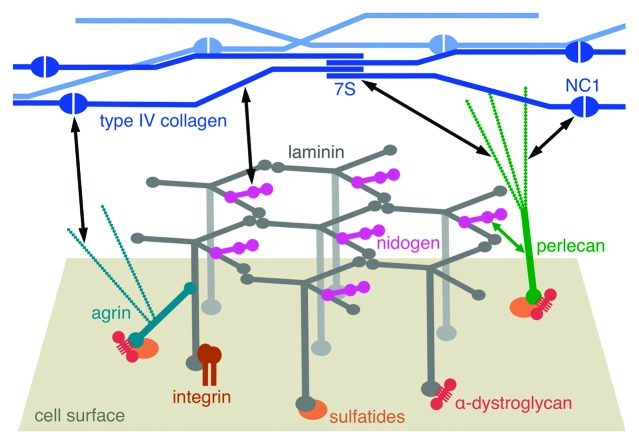 7S
NC1
type IV collagen
laminin
nidogen
perlecan
agrin
integrin
α-dystroglycan
sulfatides
cell surface